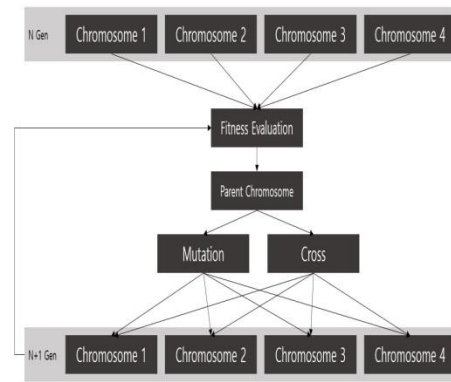 N Gen
Chromosome 1
Chromosome 2
Chromosome 3
Chromosome 4
Fitness Evaluation
Parent Chromosome
Mutation
Cross
N+1 Gen
Chromosome 1
Chromosome 2
Chromosome 3
Chromosome 4